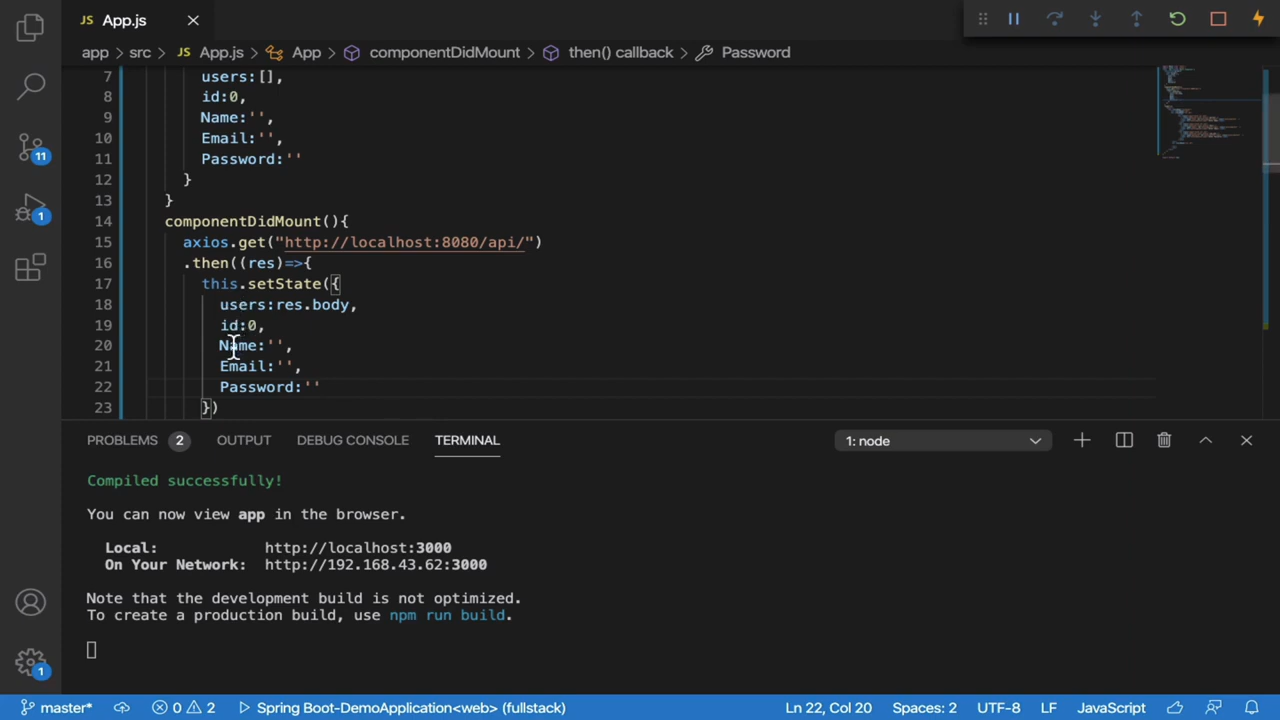 JS App.js
app > src > JS App.js > App > componentDidMount > then() callback > Password
7 users:[],
8 id:0,
9 Name:'',
10 Email:'',
11 Password:''
12 }
13 }
14 componentDidMount(){
15 axios.get("http://localhost:8080/api/")
16 .then((res)=>{
17 this.setState({
18 users:res.body,
19 id:0,
20 Name:'',
21 Email:'',
22 Password:''
23 })
11
1
PROBLEMS 2 OUTPUT DEBUG CONSOLE TERMINAL 1: node
Compiled successfully!
You can now view app in the browser.
Local: http://localhost:3000
On Your Network: http://192.168.43.62:3000
Note that the development build is not optimized.
To create a production build, use npm run build.
1
master* 0 2 Spring Boot-DemoApplication<web> (fullstack) Ln 22, Col 20 Spaces: 2 UTF-8 LF JavaScript